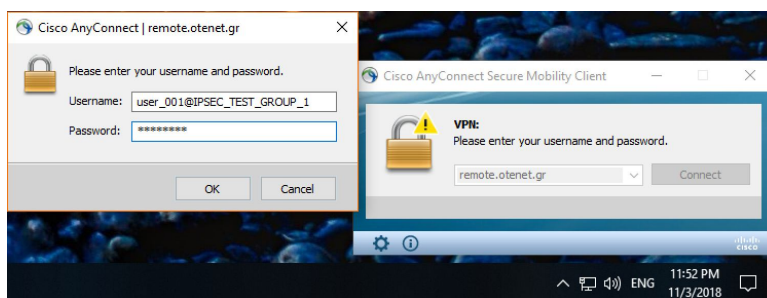 Cisco AnyConnect | remote.otenet.gr
Please enter your username and password.
Username: user_001@IPSEC_TEST_GROUP_1
Password: ********
OK Cancel
Cisco AnyConnect Secure Mobility Client
VPN:
Please enter your username and password.
remote.otenet.gr Connect
cisco
ENG
11:52 PM
11/3/2018